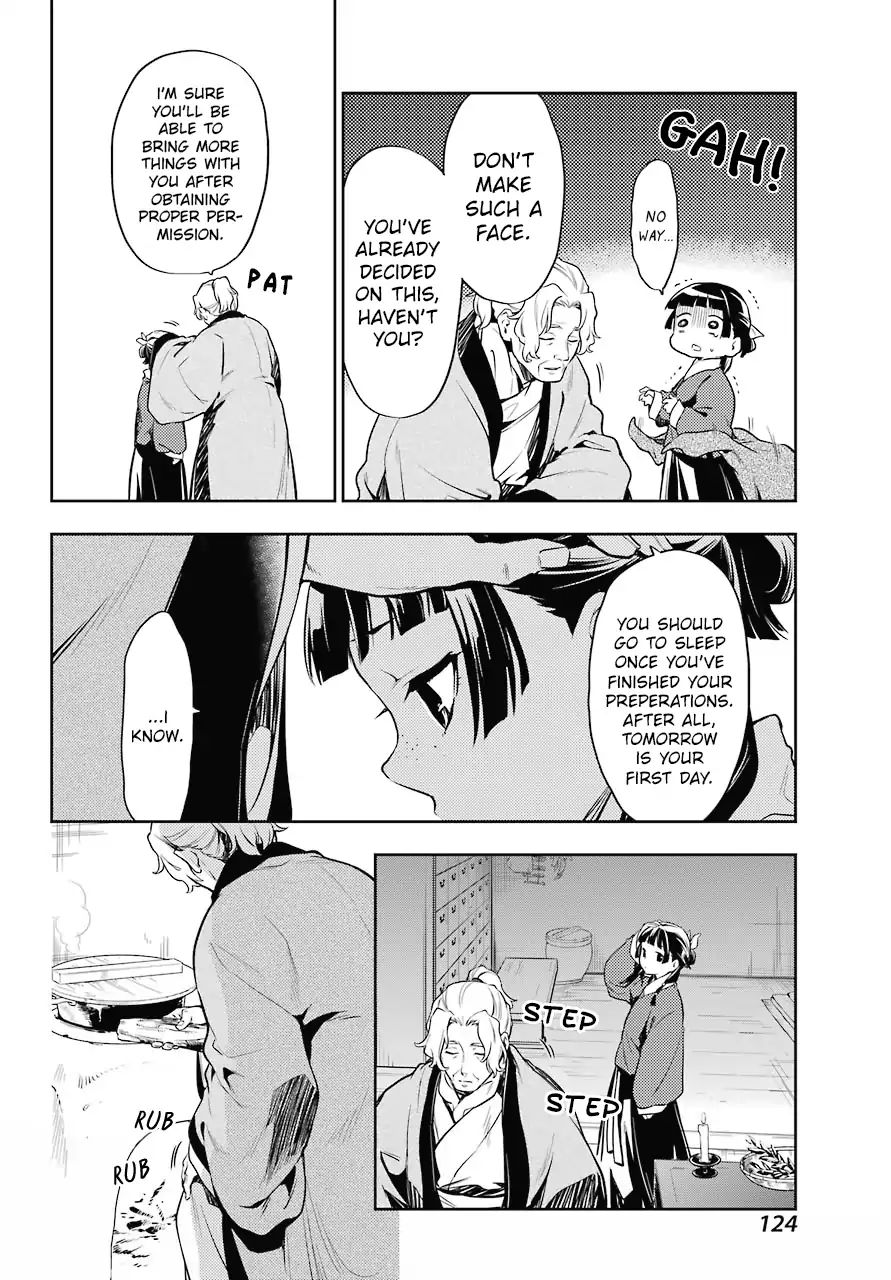 GAH!
NO
WAY...
DON'T
MAKE
SUCH A
FACE.
YOU'VE
ALREADY
DECIDED
ON THIS,
HAVEN'T
YOU?
I'M SURE
YOU'LL BE
ABLE TO
BRING MORE
THINGS WITH
YOU AFTER
OBTAINING
PROPER PER-
MISSION.
PAT
YOU SHOULD
GO TO SLEEP
ONCE YOU'VE
FINISHED YOUR
PREPERATIONS.
AFTER ALL,
TOMORROW
IS YOUR
FIRST DAY.
...I
KNOW.
STEP
STEP
RUB
RUB
124